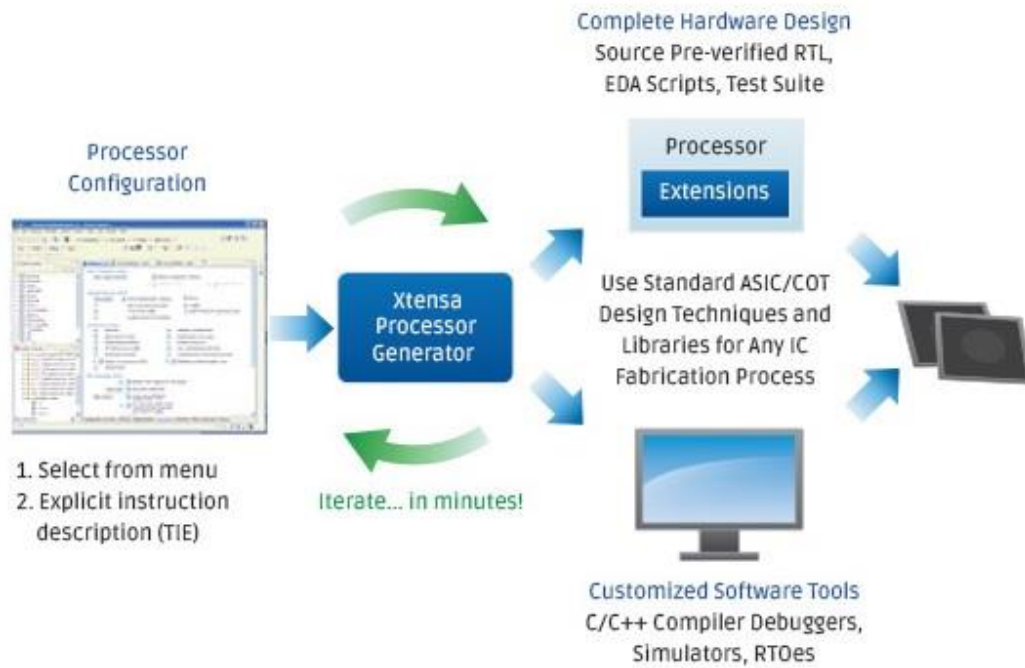 Complete Hardware Design
Source Pre-verified RTL,
EDA Scripts, Test Suite
Processor
Configuration
Processor
Extensions
Xtensa
Processor
Generator
Use Standard ASIC/COT
Design Techniques and
Libraries for Any IC
Fabrication Process
1. Select from menu
2. Explicit instruction
description (TIE)
Iterate... in minutes!
Customized Software Tools
C/C++ Compiler Debuggers,
Simulators, RTOes